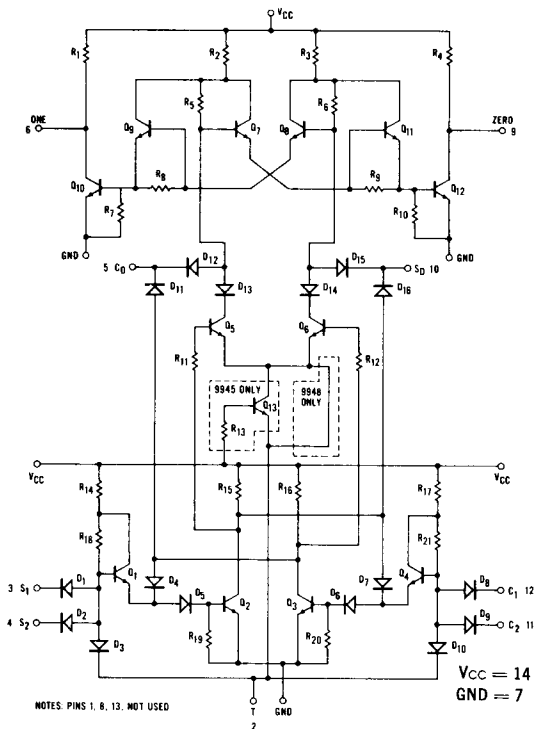 VCC
R1
R2
R3
R4
R5
R6
ONE
6
Q9
Q7
Q8
Q11
ZERO
9
Q10
R8
R9
Q12
R7
R10
GND
GND
5 CD
D12
D15
SD 10
D11
D13
D14
D16
Q5
Q6
R11
R12
9945 ONLY
9948
ONLY
Q13
R13
VCC
VCC
R14
R15
R16
R17
R18
R21
Q1
D4
D7
Q4
3 S1
D1
D5
Q2
Q3
D6
D8
C1 12
4 S2
D2
D9
C2 11
R19
R20
D3
D10
VCC = 14
GND = 7
NOTES: PINS 1, 8, 13, NOT USED
T
2
GND